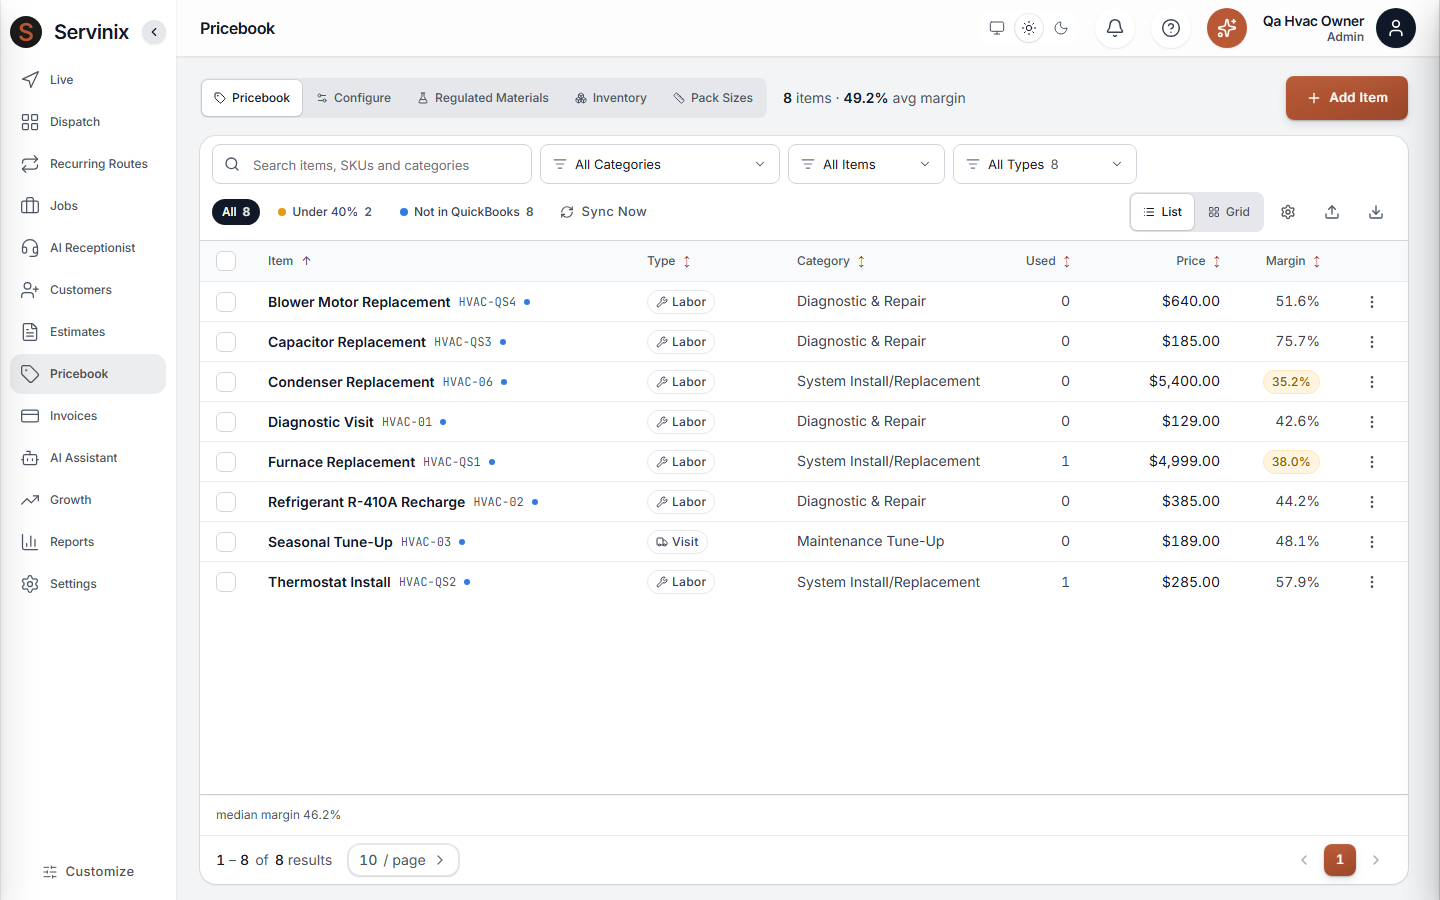 S Servinix
Pricebook
Qa Hvac Owner
Admin
Live
Dispatch
Recurring Routes
Jobs
AI Receptionist
Customers
Estimates
Pricebook
Invoices
AI Assistant
Growth
Reports
Settings
Customize
Pricebook Configure Regulated Materials Inventory Pack Sizes 8 items · 49.2% avg margin + Add Item
Search items, SKUs and categories All Categories All Items All Types 8
All 8 Under 40% 2 Not in QuickBooks 8 Sync Now List Grid
Item Type Category Used Price Margin
Blower Motor Replacement HVAC-QS4 Labor Diagnostic & Repair 0 $640.00 51.6%
Capacitor Replacement HVAC-QS3 Labor Diagnostic & Repair 0 $185.00 75.7%
Condenser Replacement HVAC-06 Labor System Install/Replacement 0 $5,400.00 35.2%
Diagnostic Visit HVAC-01 Labor Diagnostic & Repair 0 $129.00 42.6%
Furnace Replacement HVAC-QS1 Labor System Install/Replacement 1 $4,999.00 38.0%
Refrigerant R-410A Recharge HVAC-02 Labor Diagnostic & Repair 0 $385.00 44.2%
Seasonal Tune-Up HVAC-03 Visit Maintenance Tune-Up 0 $189.00 48.1%
Thermostat Install HVAC-QS2 Labor System Install/Replacement 1 $285.00 57.9%
median margin 46.2%
1 – 8 of 8 results 10 / page 1